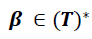 𝜷 ∈ (𝑻)*